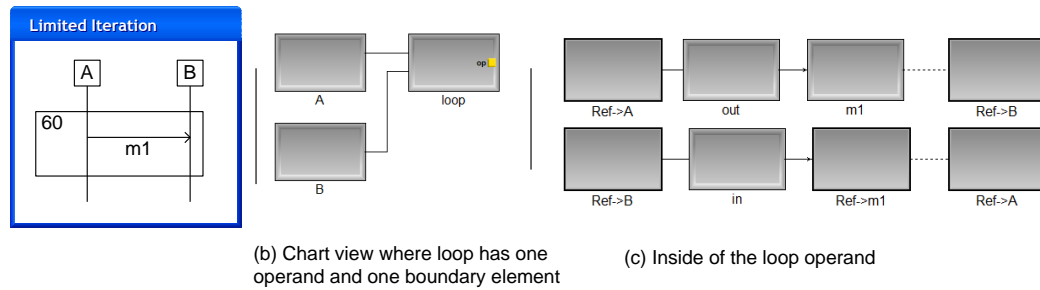 Limited Iteration
A
B
60
m1
A
B
op
loop
(b) Chart view where loop has one
operand and one boundary element
Ref->A
out
m1
Ref->B
Ref->B
in
Ref->m1
Ref->A
(c) Inside of the loop operand